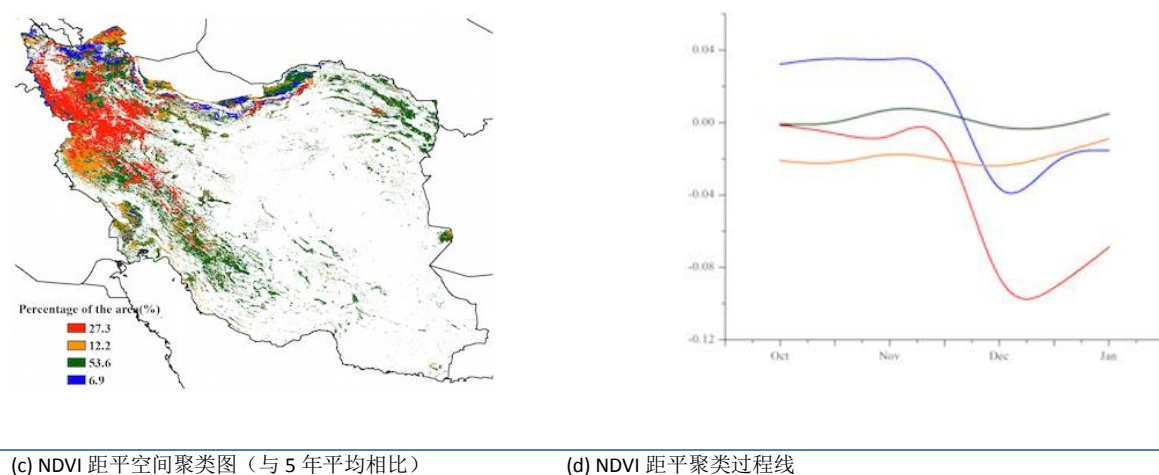 Percentage of the area(%)
27.3
12.2
53.6
6.9
0.04
0.00
-0.04
-0.08
-0.12
Oct Nov Dec Jan
(c) NDVI 距平空间聚类图（与 5 年平均相比）
(d) NDVI 距平聚类过程线